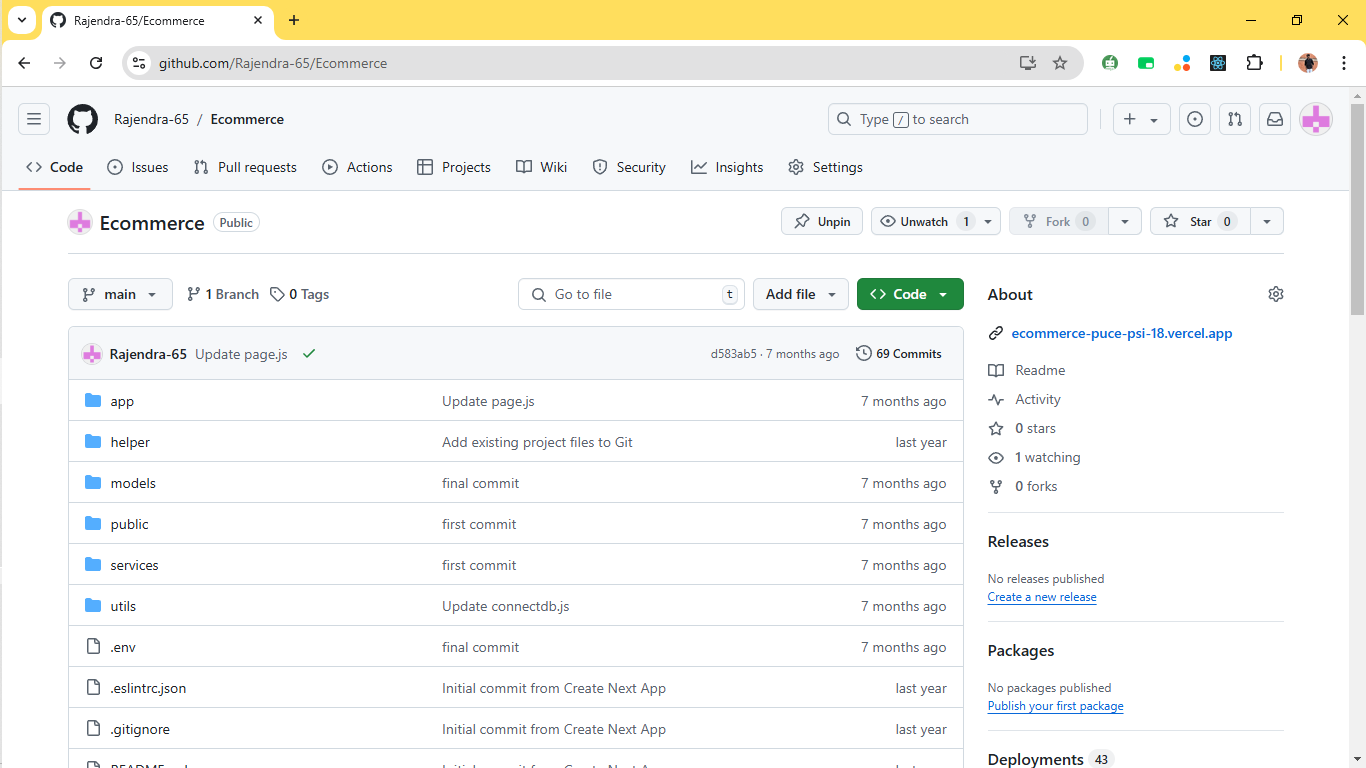 Rajendra-65/Ecommerce
github.com/Rajendra-65/Ecommerce
Rajendra-65 / Ecommerce
Type / to search
Code Issues Pull requests Actions Projects Wiki Security Insights Settings
Ecommerce Public
Unpin Unwatch 1 Fork 0 Star 0
main 1 Branch 0 Tags
Go to file t Add file Code
Rajendra-65 Update page.js d583ab5 · 7 months ago 69 Commits
app Update page.js 7 months ago
helper Add existing project files to Git last year
models final commit 7 months ago
public first commit 7 months ago
services first commit 7 months ago
utils Update connectdb.js 7 months ago
.env final commit 7 months ago
.eslintrc.json Initial commit from Create Next App last year
.gitignore Initial commit from Create Next App last year
About
ecommerce-puce-psi-18.vercel.app
Readme
Activity
0 stars
1 watching
0 forks
Releases
No releases published
Create a new release
Packages
No packages published
Publish your first package
Deployments 43